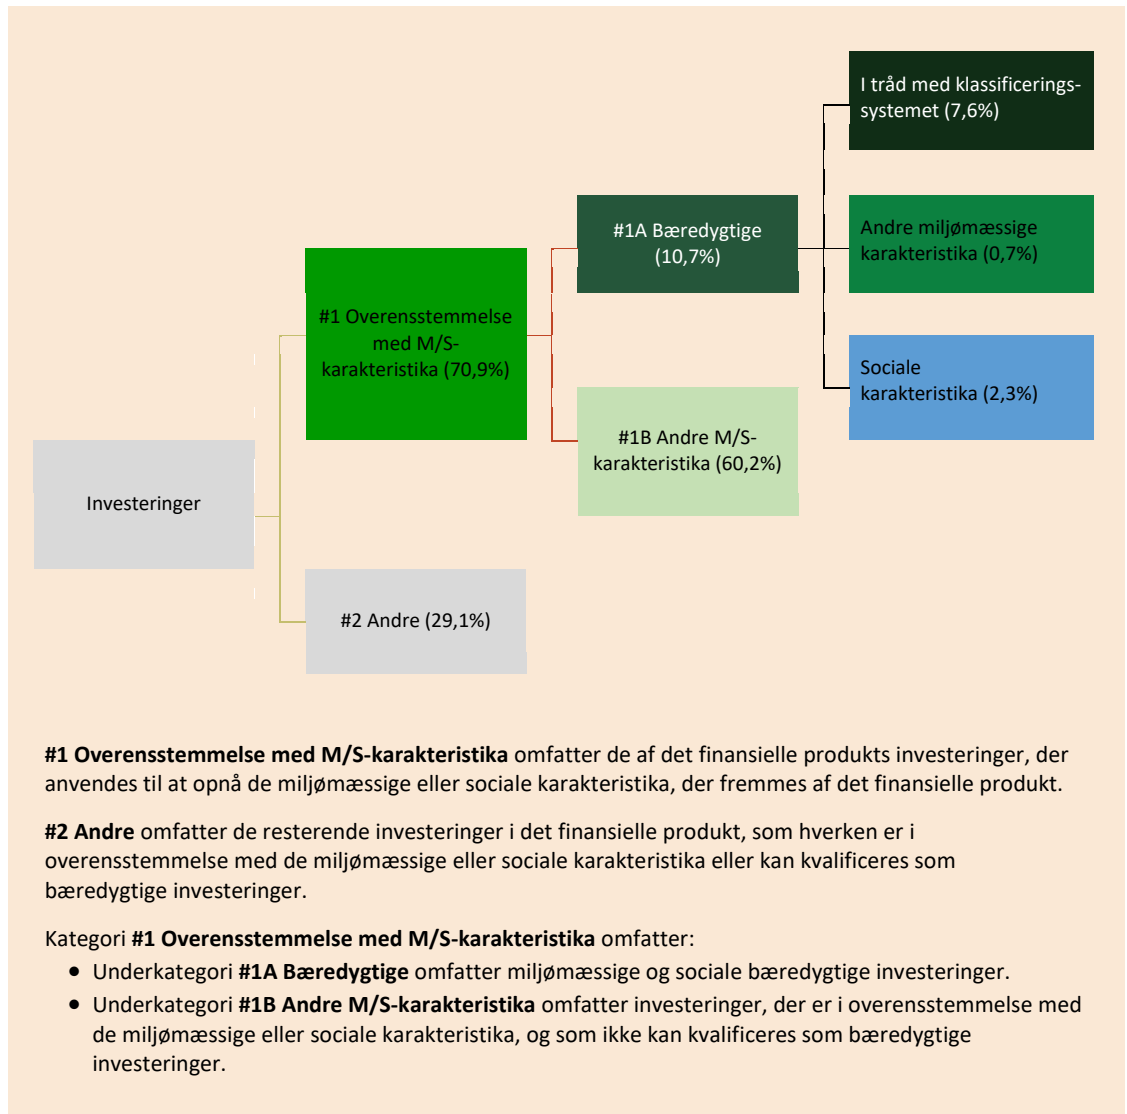 I tråd med klassificerings-
systemet (7,6%)
#1A Bæredygtige
(10,7%)
Andre miljømæssige
karakteristika (0,7%)
#1 Overensstemmelse
med M/S-
karakteristika (70,9%)
Sociale
karakteristika (2,3%)
#1B Andre M/S-
karakteristika (60,2%)
Investeringer
#2 Andre (29,1%)
#1 Overensstemmelse med M/S-karakteristika omfatter de af det finansielle produkts investeringer, der
anvendes til at opnå de miljømæssige eller sociale karakteristika, der fremmes af det finansielle produkt.
#2 Andre omfatter de resterende investeringer i det finansielle produkt, som hverken er i
overensstemmelse med de miljømæssige eller sociale karakteristika eller kan kvalificeres som
bæredygtige investeringer.
Kategori #1 Overensstemmelse med M/S-karakteristika omfatter:
• Underkategori #1A Bæredygtige omfatter miljømæssige og sociale bæredygtige investeringer.
• Underkategori #1B Andre M/S-karakteristika omfatter investeringer, der er i overensstemmelse med
de miljømæssige eller sociale karakteristika, og som ikke kan kvalificeres som bæredygtige
investeringer.